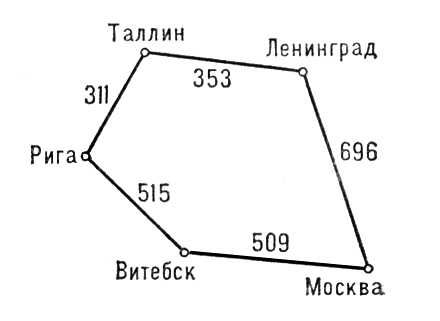 Таллин
Ленинград
353
311
696
Рига
515
509
Витебск
Москва